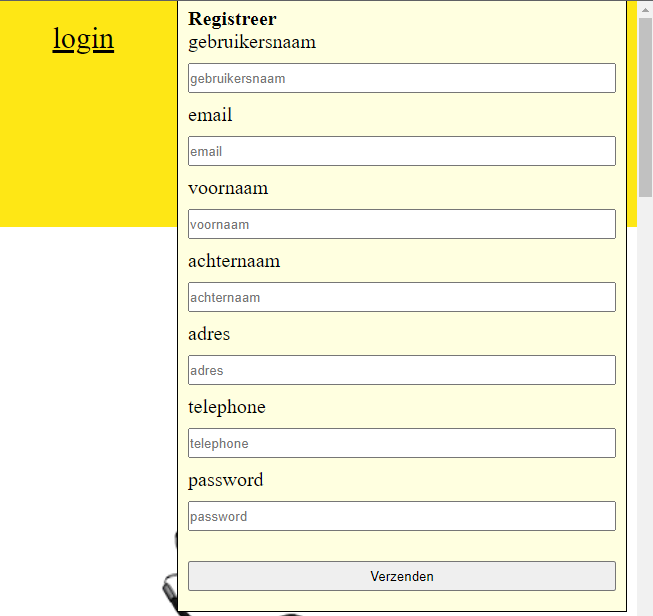 login
Registreer
gebruikersnaam
gebruikersnaam
email
email
voornaam
voornaam
achternaam
achternaam
adres
adres
telephone
telephone
password
password
Verzenden